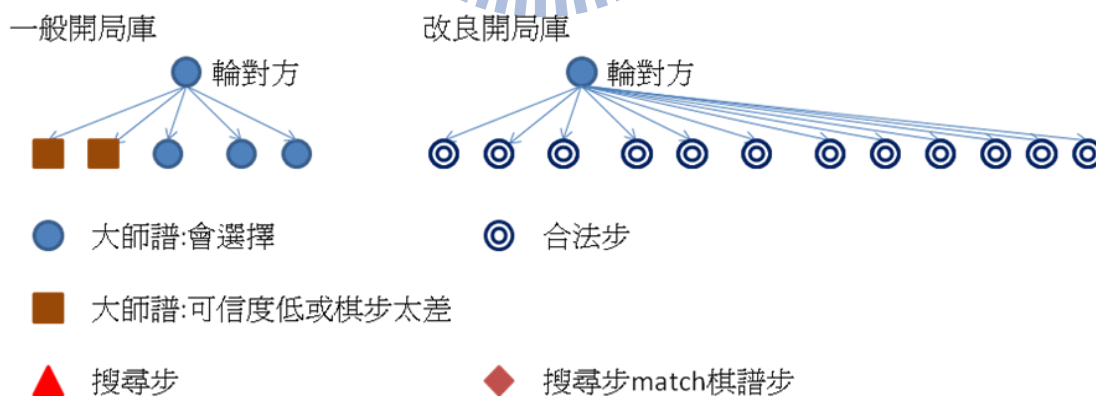 一般開局庫
改良開局庫
輪對方
輪對方
大師譜:會選擇
合法步
大師譜:可信度低或棋步太差
搜尋步
搜尋步match棋譜步